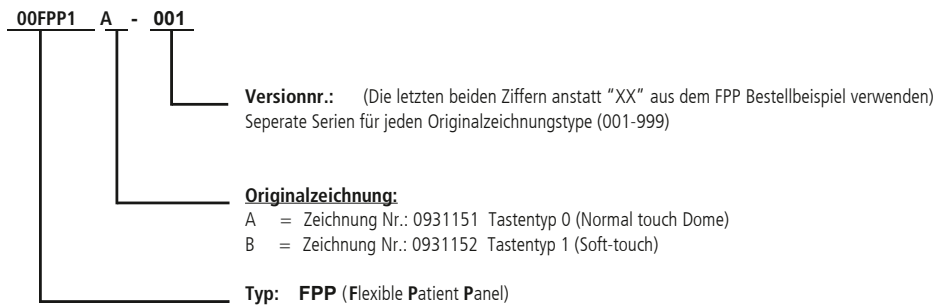 00FPP1 A - 001
Versionnr.: (Die letzten beiden Ziffern anstatt "XX" aus dem FPP Bestellbeispiel verwenden)
Seperate Serien für jeden Originalzeichnungstype (001-999)
Originalzeichnung:
A = Zeichnung Nr.: 0931151 Tastentyp 0 (Normal touch Dome)
B = Zeichnung Nr.: 0931152 Tastentyp 1 (Soft-touch)
Typ: FPP (Flexible Patient Panel)